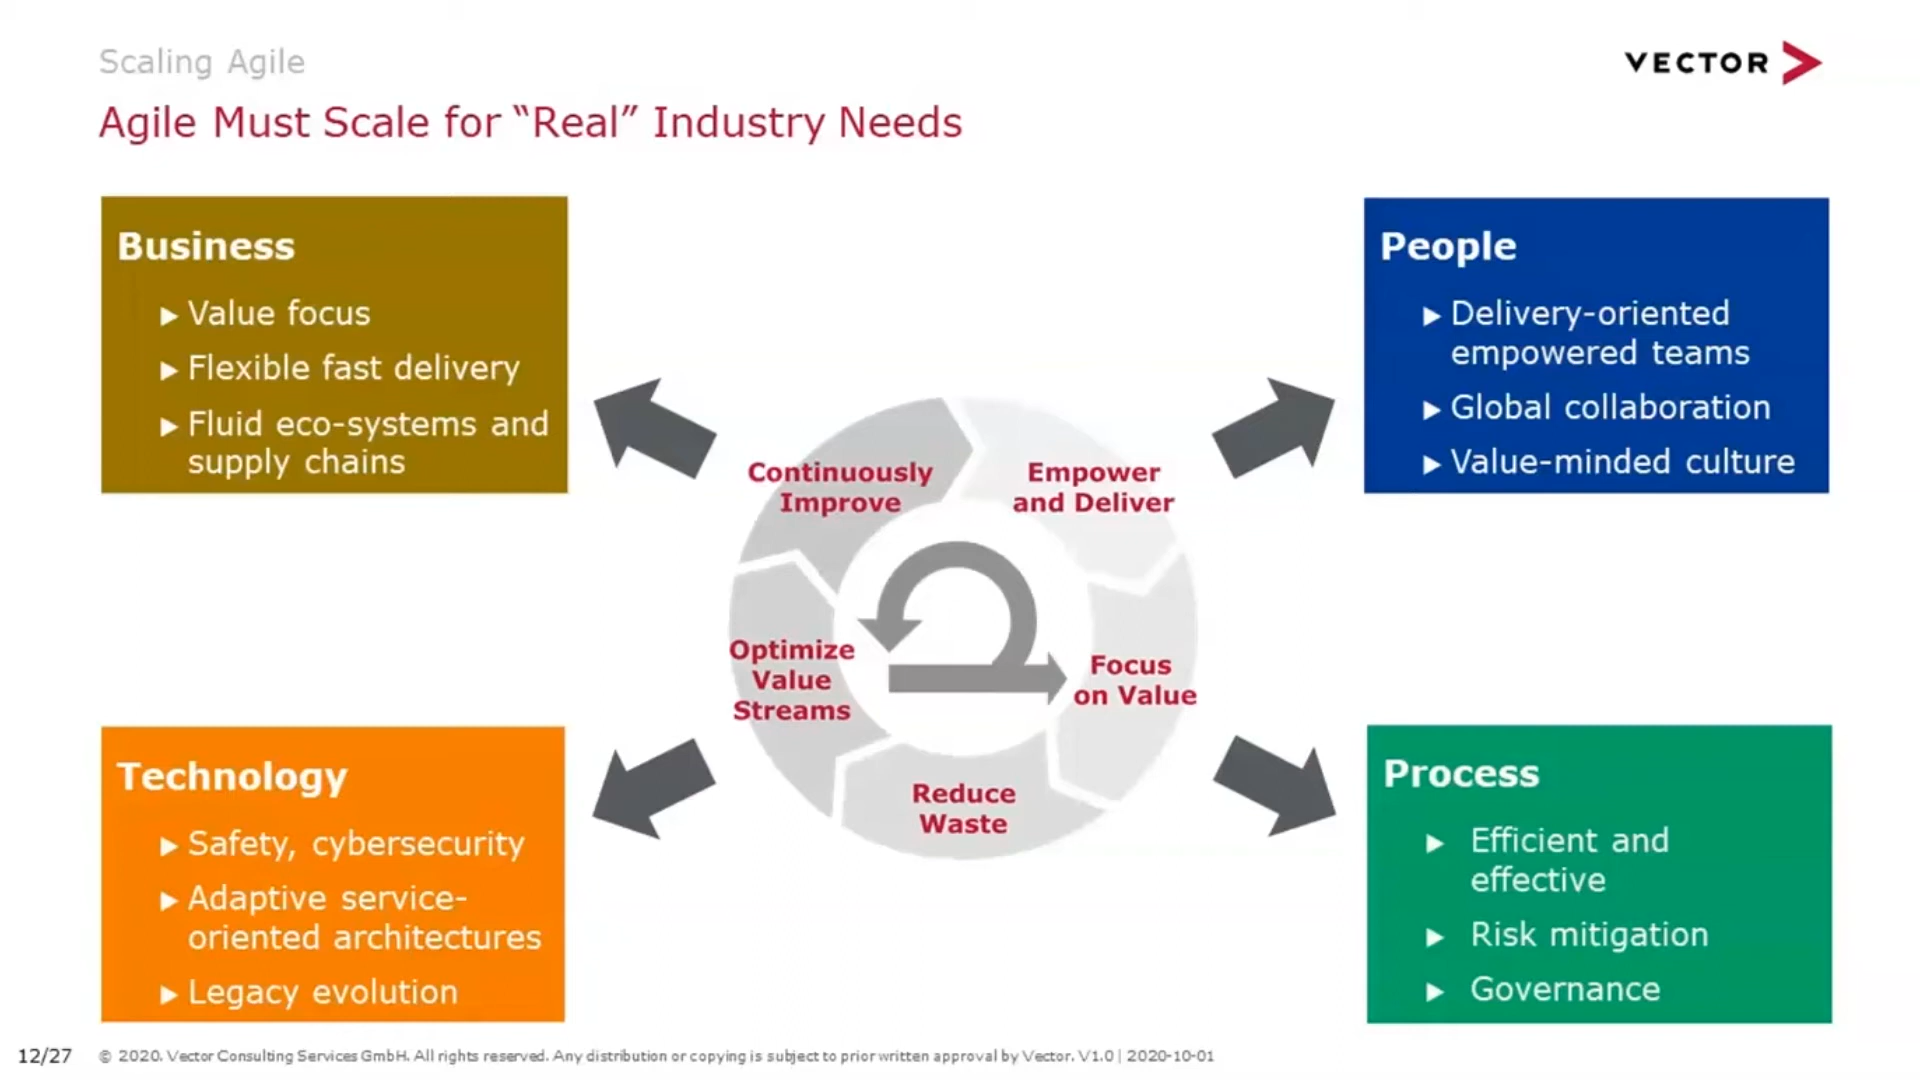 Scaling Agile
VECTOR
Agile Must Scale for “Real” Industry Needs
Business
▶ Value focus
▶ Flexible fast delivery
▶ Fluid eco-systems and
supply chains
People
▶ Delivery-oriented
empowered teams
▶ Global collaboration
▶ Value-minded culture
Continuously
Improve
Empower
and Deliver
Optimize
Value
Streams
Focus
on Value
Reduce
Waste
Technology
▶ Safety, cybersecurity
▶ Adaptive service-
oriented architectures
▶ Legacy evolution
Process
▶ Efficient and
effective
▶ Risk mitigation
▶ Governance
12/27 © 2020. Vector Consulting Services GmbH. All rights reserved. Any distribution or copying is subject to prior written approval by Vector. V1.0 | 2020-10-01